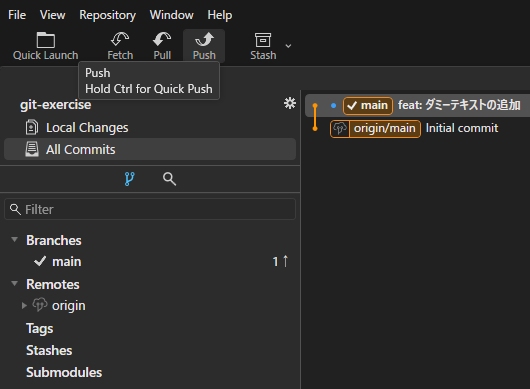 File View Repository Window Help
Quick Launch Fetch Pull Push Stash
Push
Hold Ctrl for Quick Push
git-exercise
Local Changes
All Commits
Filter
Branches
main 1↑
Remotes
origin
Tags
Stashes
Submodules
main feat: ダミーテキストの追加
origin/main Initial commit